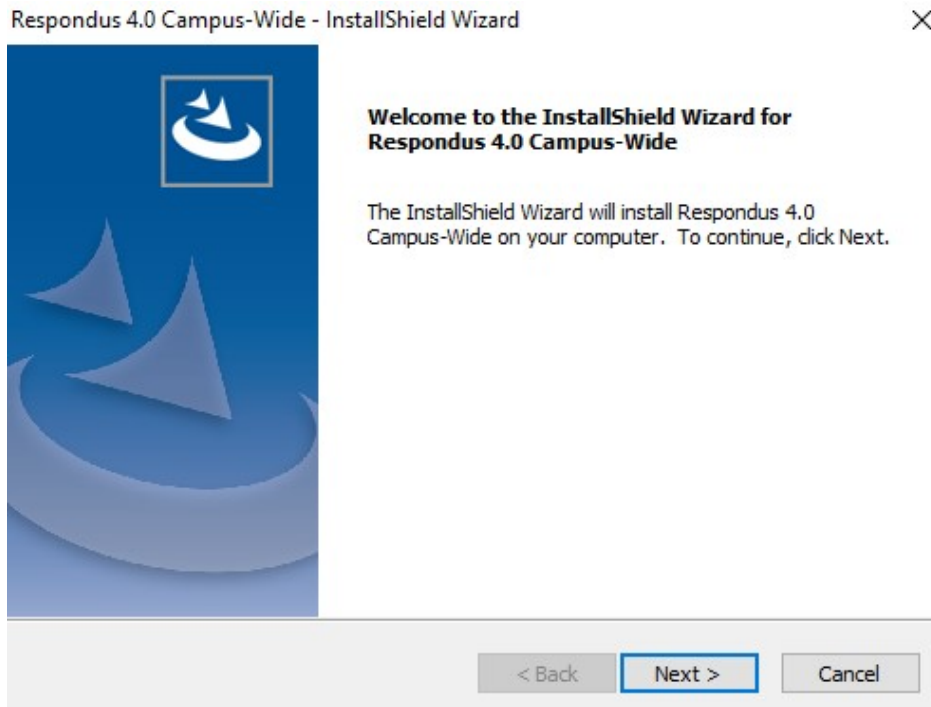 Respondus 4.0 Campus-Wide - InstallShield Wizard
Welcome to the InstallShield Wizard for
Respondus 4.0 Campus-Wide
The InstallShield Wizard will install Respondus 4.0
Campus-Wide on your computer.  To continue, click Next.
< Back
Next >
Cancel